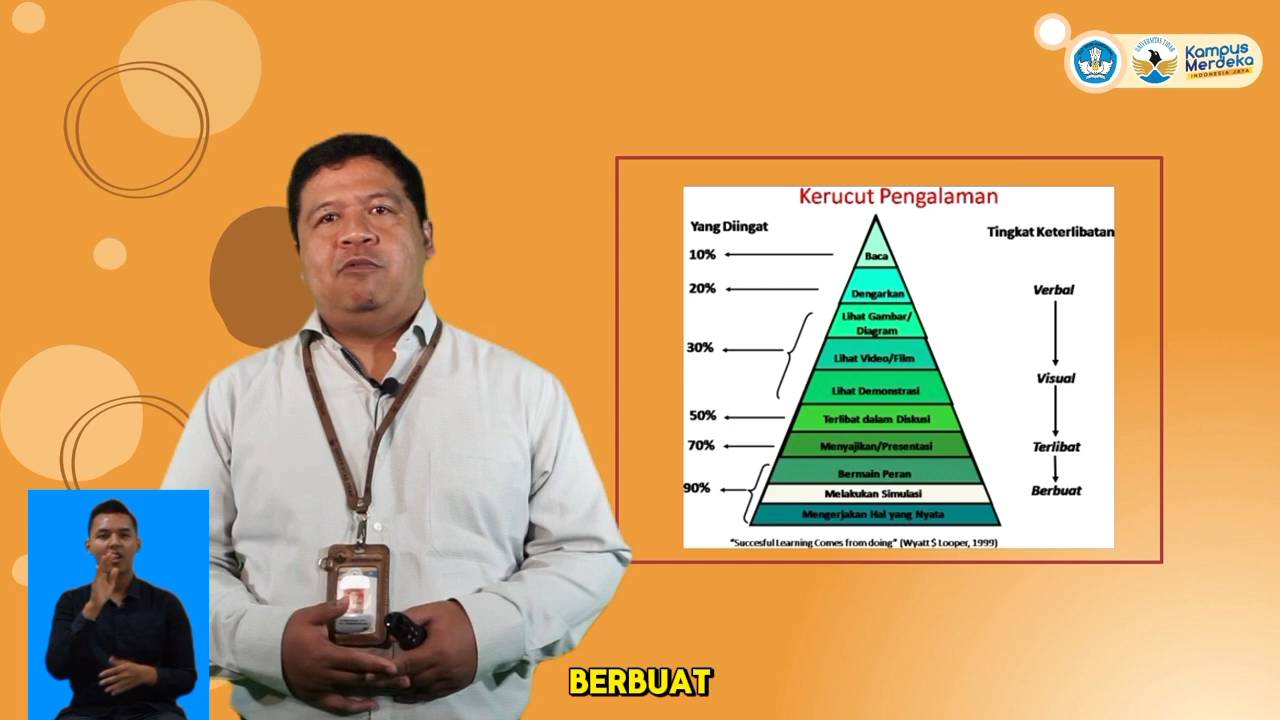 UNIVERSITAS TIDAR
Kampus
Merdeka
INDONESIA JAYA
Kerucut Pengalaman
Yang Diingat
Tingkat Keterlibatan
10%
Baca
20%
Dengarkan
Verbal
Lihat Gambar/
Diagram
30%
Lihat Video/Film
Visual
Lihat Demonstrasi
50%
Terlibat dalam Diskusi
70%
Menyajikan/Presentasi
Terlibat
Bermain Peran
90%
Melakukan Simulasi
Berbuat
Mengerjakan Hal yang Nyata
"Succesful Learning Comes from doing" (Wyatt $ Looper, 1999)
BERBUAT